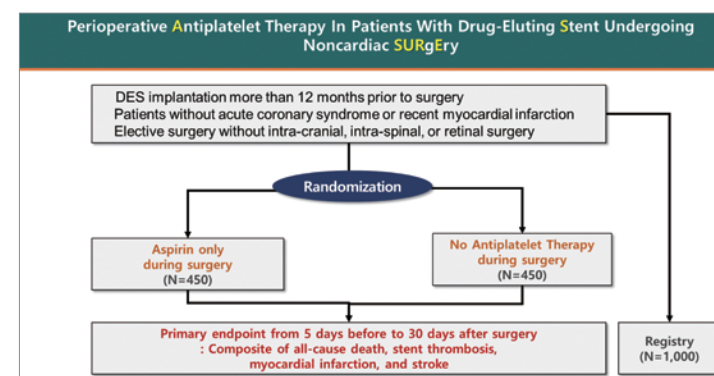 Perioperative Antiplatelet Therapy In Patients With Drug-Eluting Stent Undergoing
Noncardiac SURgEry
DES implantation more than 12 months prior to surgery
Patients without acute coronary syndrome or recent myocardial infarction
Elective surgery without intra-cranial, intra-spinal, or retinal surgery
Randomization
Aspirin only
during surgery
(N=450)
No Antiplatelet Therapy
during surgery
(N=450)
Primary endpoint from 5 days before to 30 days after surgery
: Composite of all-cause death, stent thrombosis,
myocardial infarction, and stroke
Registry
(N=1,000)